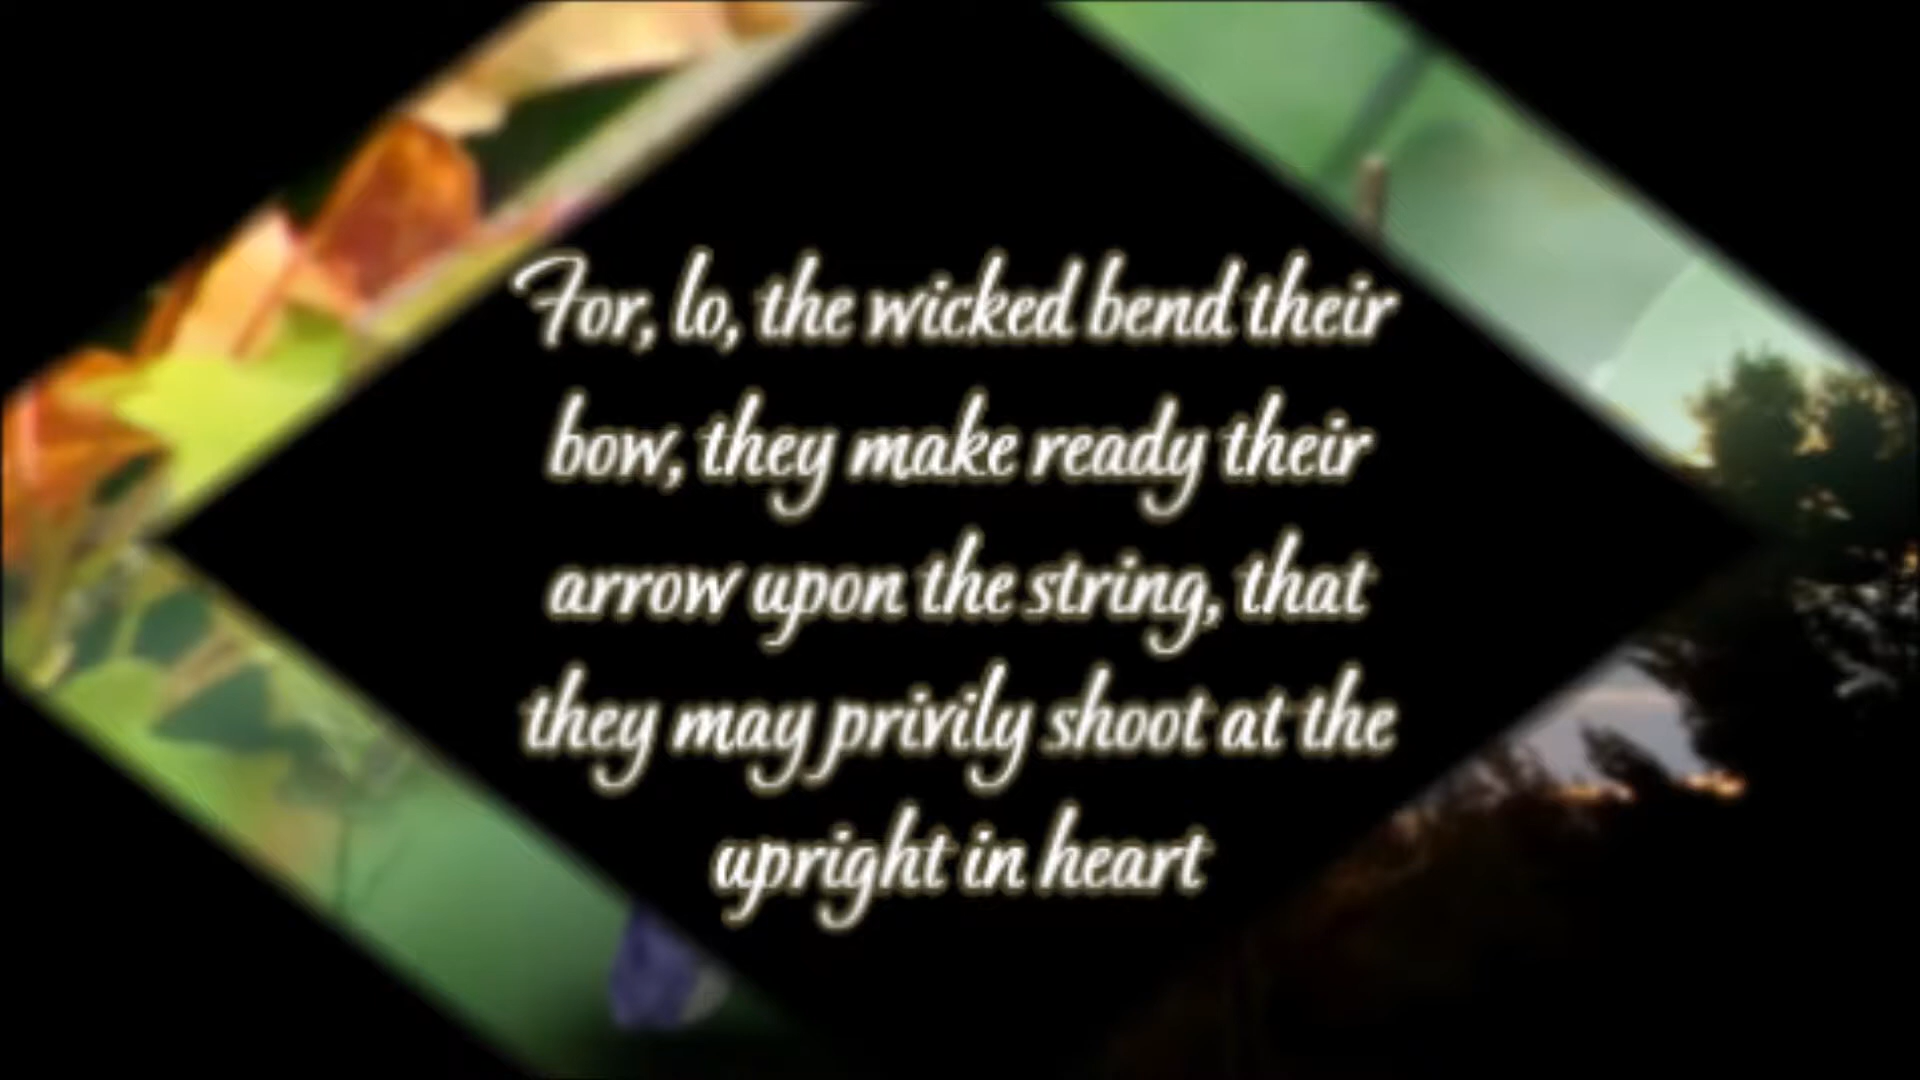 For, lo, the wicked bend their
bow, they make ready their
arrow upon the string, that
they may privily shoot at the
upright in heart